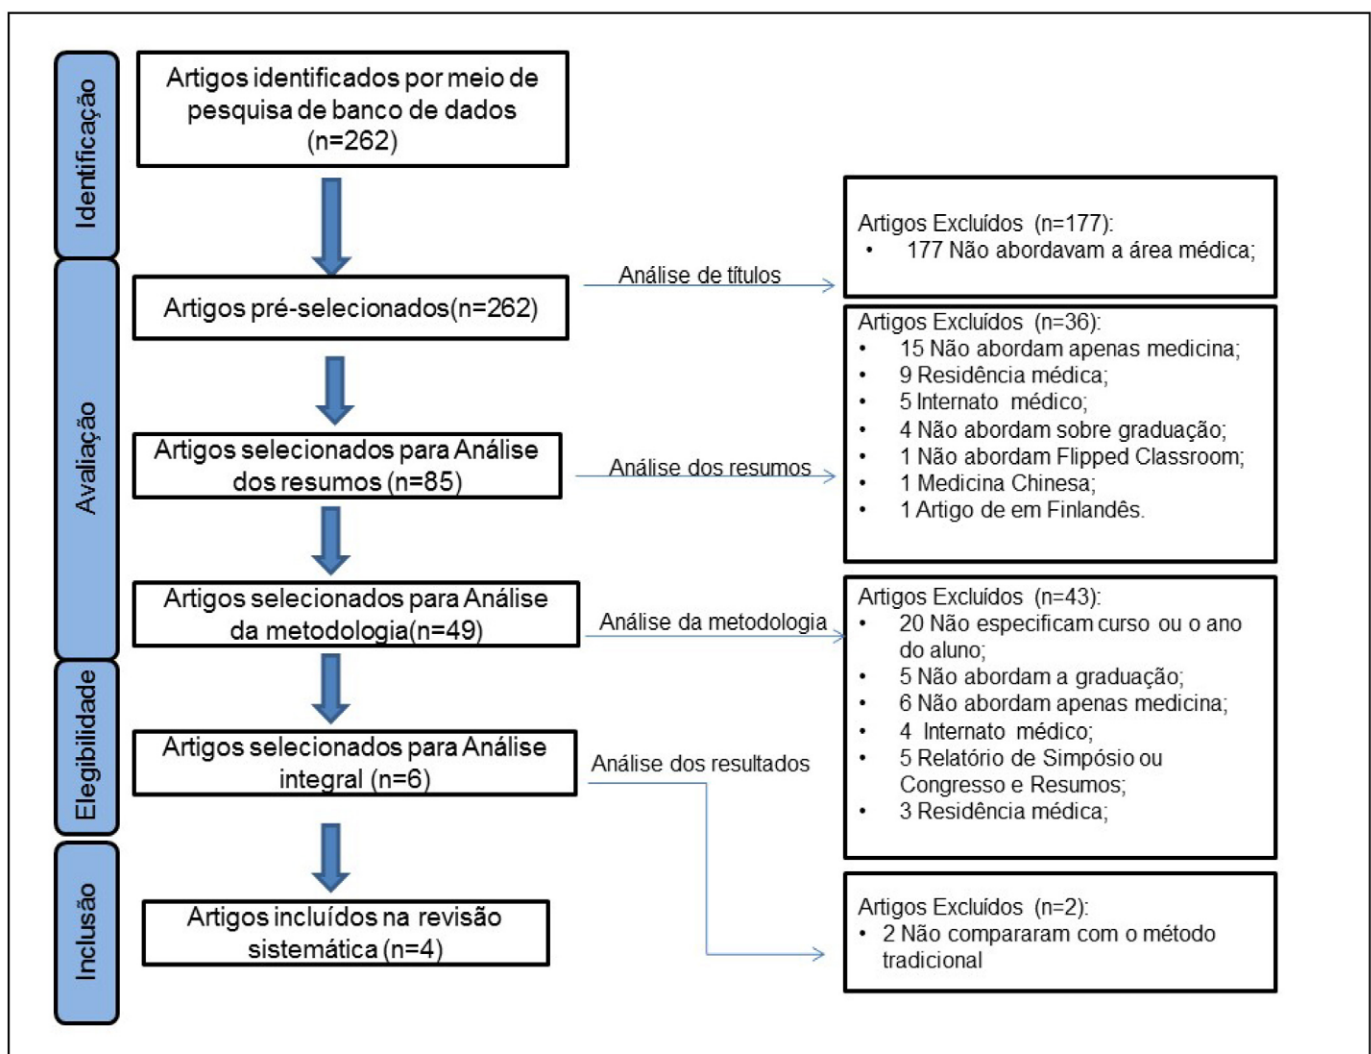 Identificação
Artigos identificados por meio de
pesquisa de banco de dados
(n=262)
Artigos Excluídos (n=177):
• 177 Não abordavam a área médica;
Análise de títulos
Avaliação
Artigos pré-selecionados(n=262)
Artigos Excluídos (n=36):
• 15 Não abordam apenas medicina;
• 9 Residência médica;
• 5 Internato médico;
• 4 Não abordam sobre graduação;
• 1 Não abordam Flipped Classroom;
• 1 Medicina Chinesa;
• 1 Artigo de em Finlandês.
Artigos selecionados para Análise
dos resumos (n=85)
Análise dos resumos
Artigos selecionados para Análise
da metodologia(n=49)
Análise da metodologia
Artigos Excluídos (n=43):
• 20 Não especificam curso ou o ano
do aluno;
• 5 Não abordam a graduação;
• 6 Não abordam apenas medicina;
• 4 Internato médico;
• 5 Relatório de Simpósio ou
Congresso e Resumos;
• 3 Residência médica;
Elegibilidade
Artigos selecionados para Análise
integral (n=6)
Análise dos resultados
Inclusão
Artigos incluídos na revisão
sistemática (n=4)
Artigos Excluídos (n=2):
• 2 Não compararam com o método
tradicional